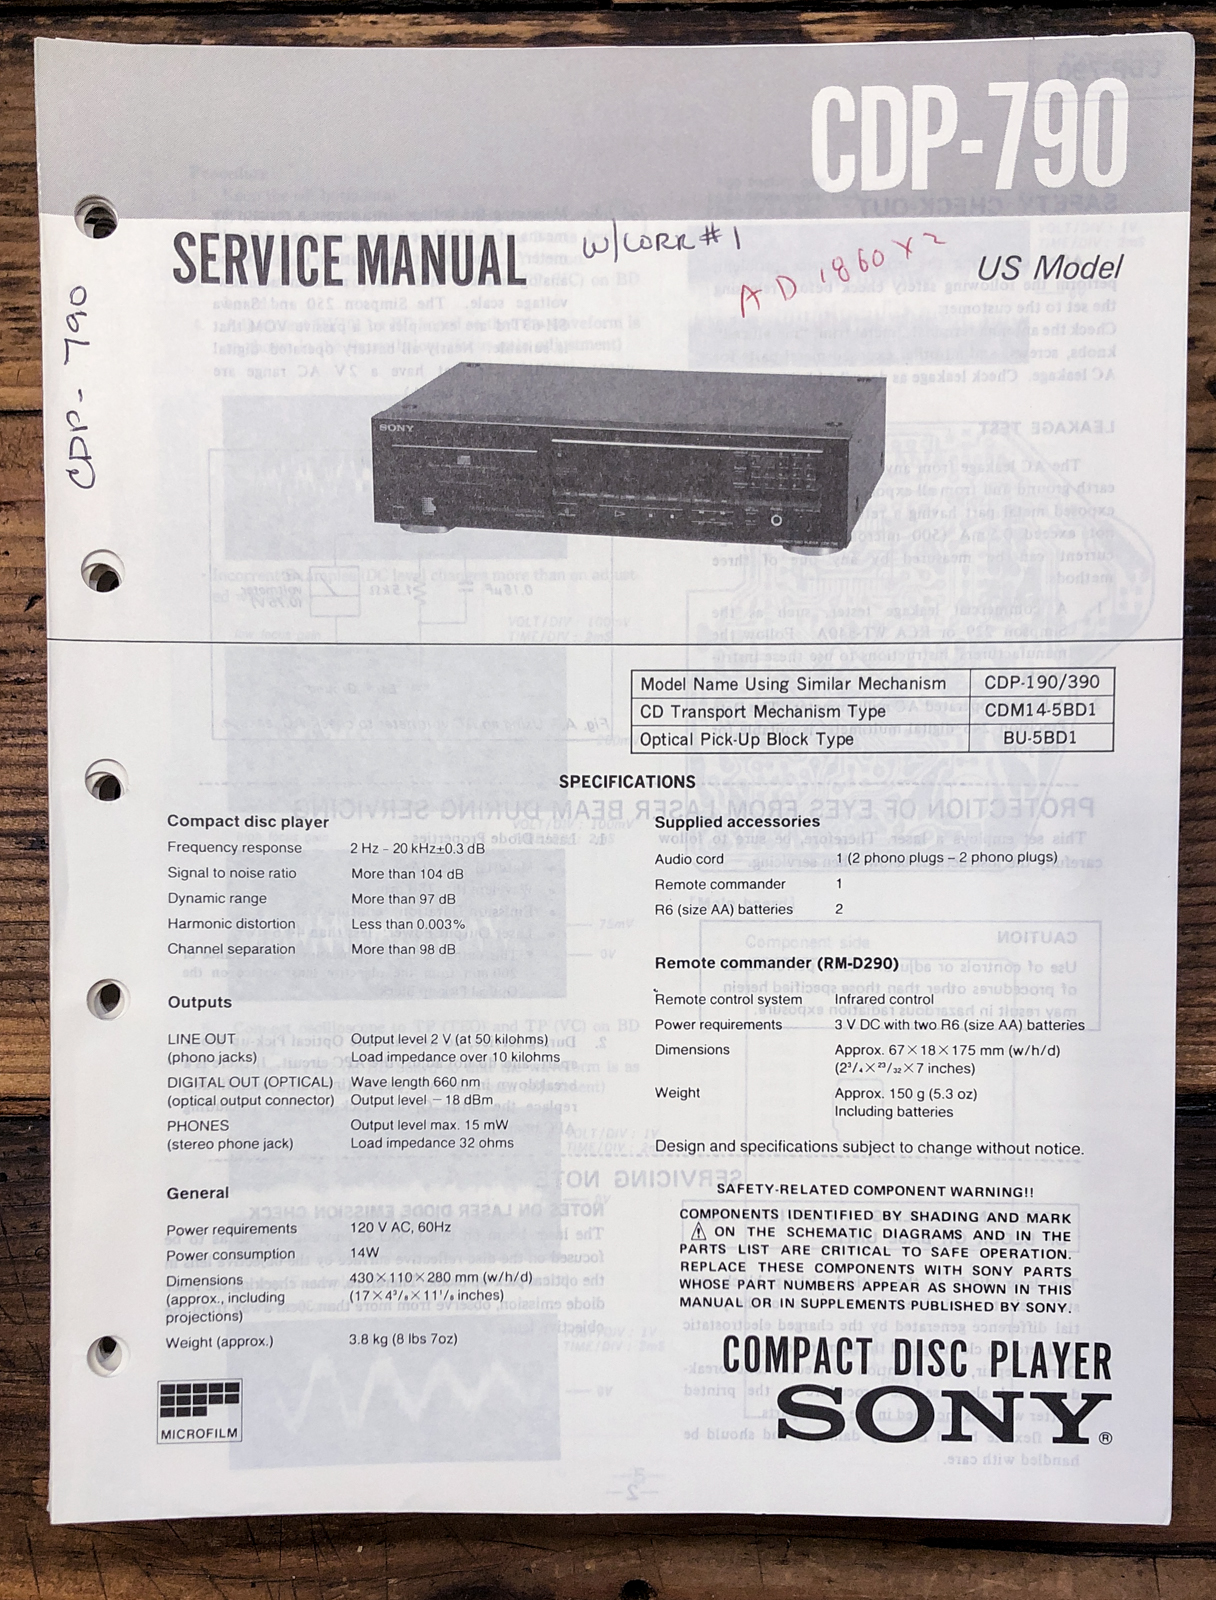 CDP-790
SERVICE MANUAL
W/CORR #1
AD 1860 X 2
US Model
CDP-790
SONY
Model Name Using Similar Mechanism CDP-190/390
CD Transport Mechanism Type CDM14-5BD1
Optical Pick-Up Block Type BU-5BD1
SPECIFICATIONS
Compact disc player
Frequency response 2 Hz – 20 kHz±0.3 dB
Signal to noise ratio More than 104 dB
Dynamic range More than 97 dB
Harmonic distortion Less than 0.003%
Channel separation More than 98 dB
Outputs
LINE OUT Output level 2 V (at 50 kilohms)
(phono jacks) Load impedance over 10 kilohms
DIGITAL OUT (OPTICAL) Wave length 660 nm
(optical output connector) Output level −18 dBm
PHONES Output level max. 15 mW
(stereo phone jack) Load impedance 32 ohms
General
Power requirements 120 V AC, 60Hz
Power consumption 14W
Dimensions 430×110×280 mm (w/h/d)
(approx., including (17×4³/₈×11¹/₈ inches)
projections)
Weight (approx.) 3.8 kg (8 lbs 7oz)
MICROFILM
Supplied accessories
Audio cord 1 (2 phono plugs – 2 phono plugs)
Remote commander 1
R6 (size AA) batteries 2
Remote commander (RM-D290)
Remote control system Infrared control
Power requirements 3 V DC with two R6 (size AA) batteries
Dimensions Approx. 67×18×175 mm (w/h/d)
(2³/₄×²³/₃₂×7 inches)
Weight Approx. 150 g (5.3 oz)
Including batteries
Design and specifications subject to change without notice.
SAFETY-RELATED COMPONENT WARNING!!
COMPONENTS IDENTIFIED BY SHADING AND MARK
⚠ ON THE SCHEMATIC DIAGRAMS AND IN THE
PARTS LIST ARE CRITICAL TO SAFE OPERATION.
REPLACE THESE COMPONENTS WITH SONY PARTS
WHOSE PART NUMBERS APPEAR AS SHOWN IN THIS
MANUAL OR IN SUPPLEMENTS PUBLISHED BY SONY.
COMPACT DISC PLAYER
SONY®